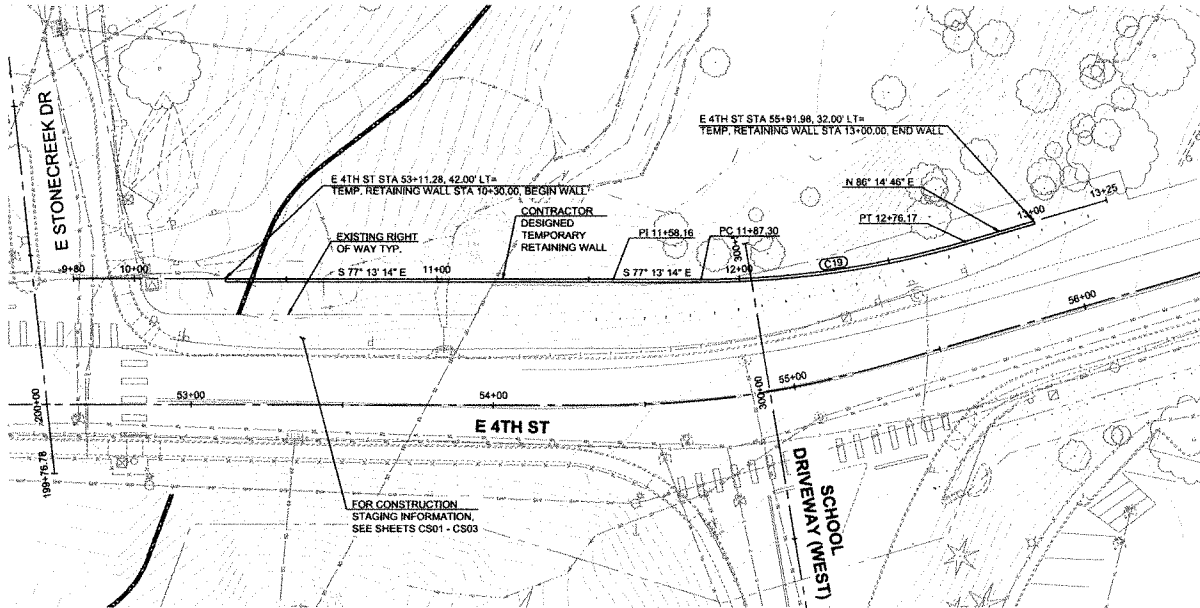 E 4TH ST STA 55+91.98, 32.00' LT=
TEMP. RETAINING WALL STA 13+00.00, END WALL
E STONECREEK DR
E 4TH ST STA 53+11.28, 42.00' LT=
TEMP. RETAINING WALL STA 10+30.00, BEGIN WALL
N 86° 14' 46" E
13+25
CONTRACTOR
DESIGNED
TEMPORARY
RETAINING WALL
PT 12+76.17
13+00
EXISTING RIGHT
OF WAY TYP.
PI 11+58.16
PC 11+87.30
9+80
10+00
S 77° 13' 14" E
11+00
S 77° 13' 14" E
12+00
C19
56+00
55+00
300+00
53+00
54+00
200+00
E 4TH ST
199+76.78
SCHOOL
DRIVEWAY (WEST)
FOR CONSTRUCTION
STAGING INFORMATION,
SEE SHEETS CS01 - CS03